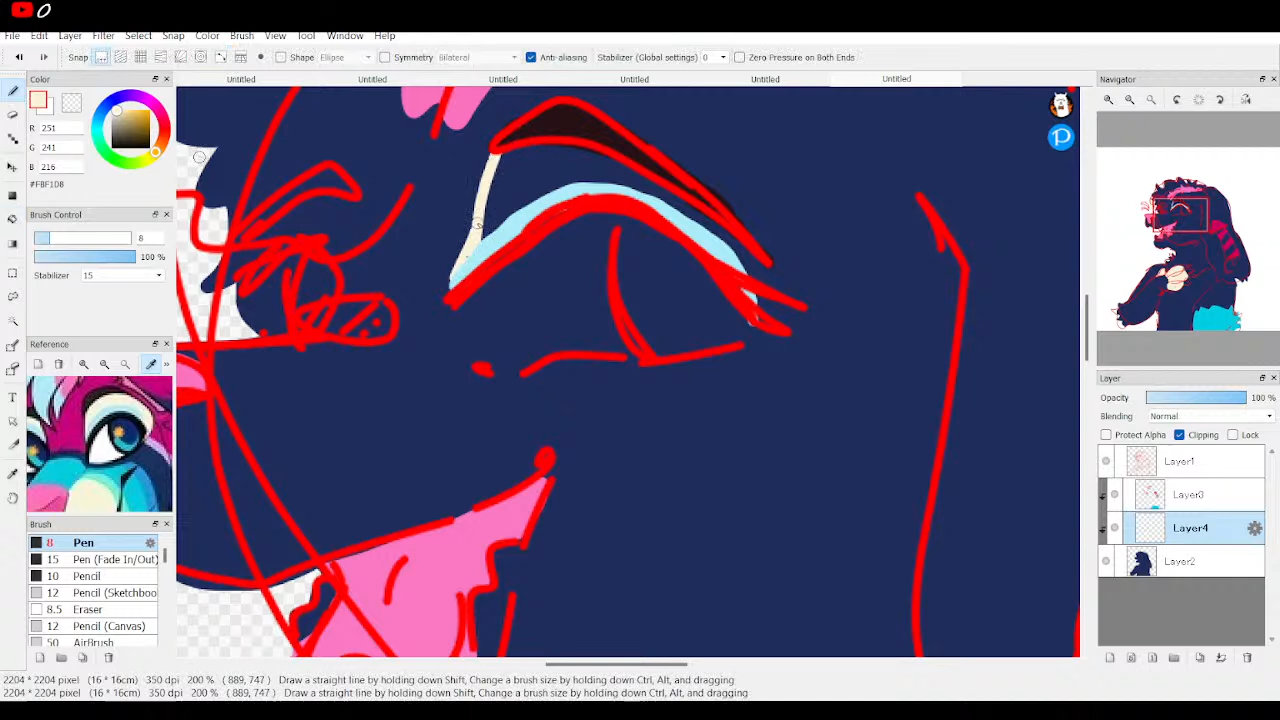 0
File Edit Layer Filter Select Snap Color Brush View Tool Window Help
Snap Shape Ellipse Symmetry Bilateral Anti-aliasing Stabilizer (Global settings) 0 Zero Pressure on Both Ends
Color
Untitled Untitled Untitled Untitled Untitled Untitled
Navigator
R 251
G 241
B 216
#FBF1D8
Brush Control
8
100 %
Stabilizer 15
Reference
Brush
8 Pen
15 Pen (Fade In/Out)
10 Pencil
12 Pencil (Sketchboo
8.5 Eraser
12 Pencil (Canvas)
50 AirBrush
P
Layer
Opacity 100 %
Blending Normal
Protect Alpha Clipping Lock
Layer1
Layer3
Layer4
Layer2
2204 * 2204 pixel (16 * 16cm) 350 dpi 200 % ( 889, 747 ) Draw a straight line by holding down Shift, Change a brush size by holding down Ctrl, Alt, and dragging
2204 * 2204 pixel (16 * 16cm) 350 dpi 200 % ( 889, 747 ) Draw a straight line by holding down Shift, Change a brush size by holding down Ctrl, Alt, and dragging